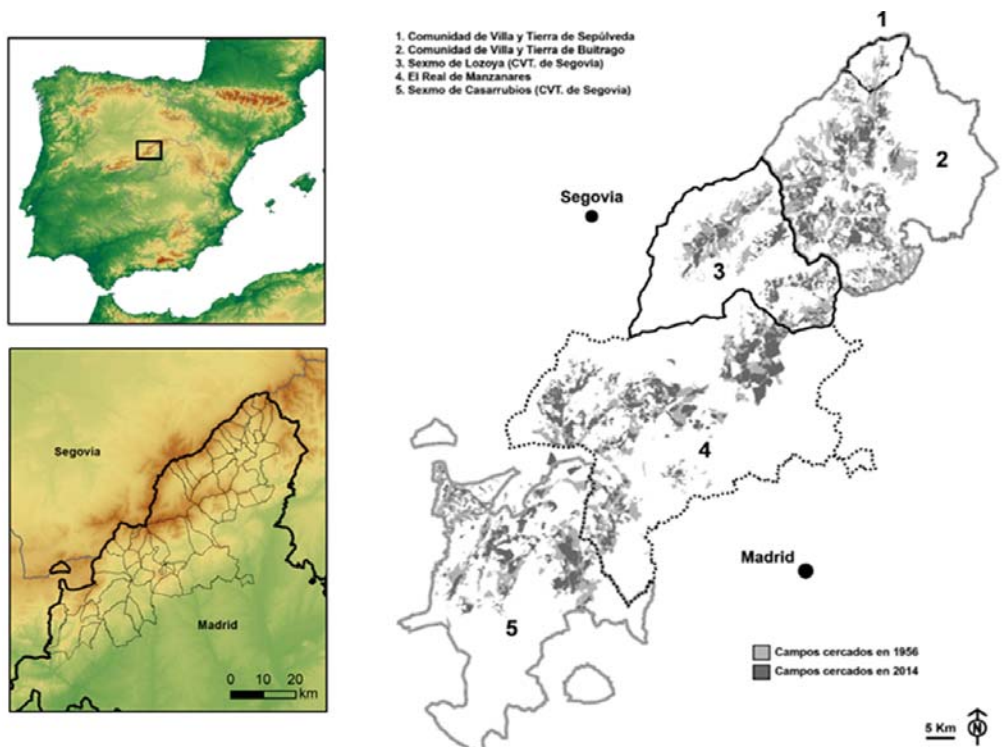 1. Comunidad de Villa y Tierra de Sepúlveda
2. Comunidad de Villa y Tierra de Buitrago
3. Sexmo de Lozoya (CVT. de Segovia)
4. El Real de Manzanares
5. Sexmo de Casarrubios (CVT. de Segovia)
1
2
Segovia
3
4
Madrid
5
Campos cercados en 1956
Campos cercados en 2014
5 Km
N
Segovia
Madrid
0 10 20
km